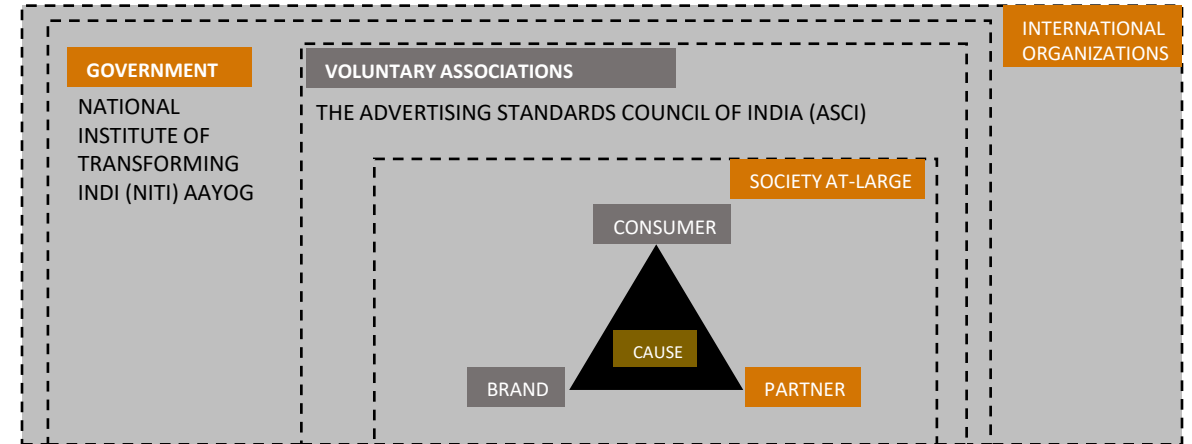 INTERNATIONAL
ORGANIZATIONS
GOVERNMENT
NATIONAL
INSTITUTE OF
TRANSFORMING
INDI (NITI) AAYOG
VOLUNTARY ASSOCIATIONS
THE ADVERTISING STANDARDS COUNCIL OF INDIA (ASCI)
SOCIETY AT-LARGE
CONSUMER
CAUSE
BRAND
PARTNER